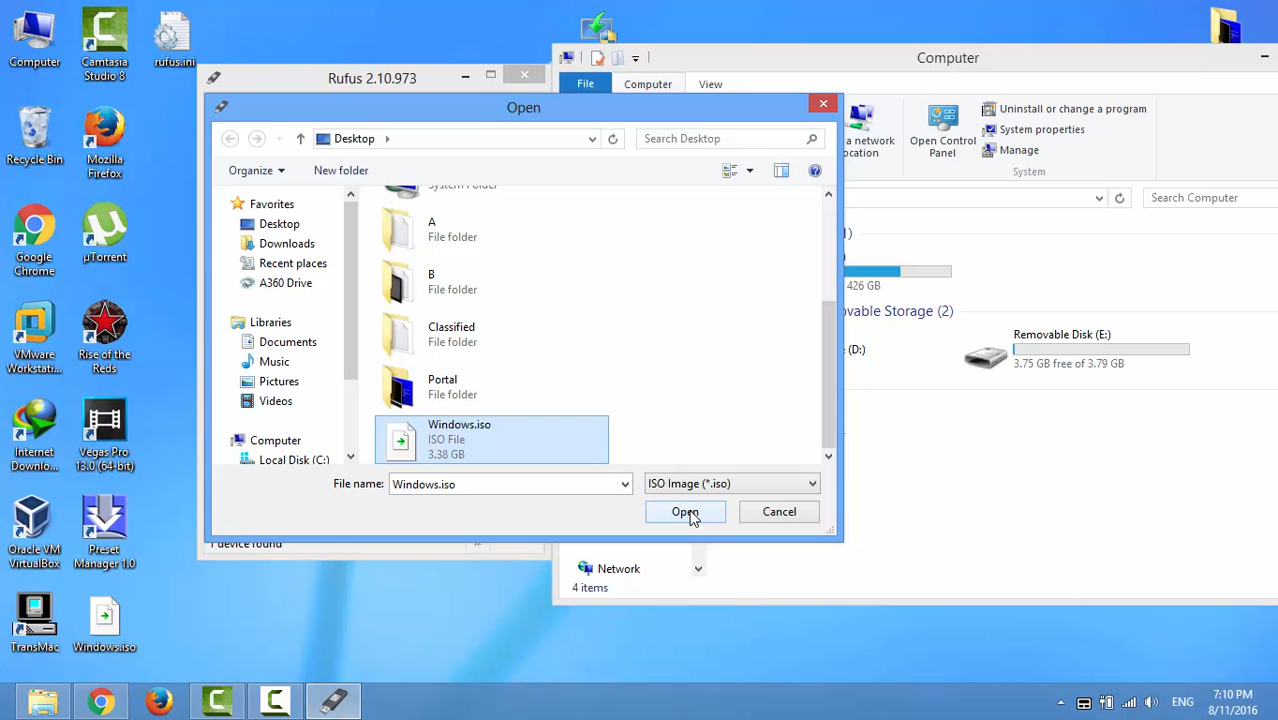 Computer
Camtasia
Studio 8
rufus.ini
Recycle Bin
Mozilla
Firefox
Google
Chrome
µTorrent
VMware
Workstati...
Rise of the
Reds
Internet
Downlo...
Vegas Pro
13.0 (64-bit)
Oracle VM
VirtualBox
Preset
Manager 1.0
TransMac
Windows.iso
Rufus 2.10.973
Open
Desktop
Search Desktop
Organize
New folder
Favorites
Desktop
Downloads
Recent places
A360 Drive
Libraries
Documents
Music
Pictures
Videos
Computer
Local Disk (C:)
System Folder
A
File folder
B
File folder
Classified
File folder
Portal
File folder
Windows.iso
ISO File
3.38 GB
File name:
Windows.iso
ISO Image (*.iso)
Open
Cancel
1 device found
#
Computer
File
Computer
View
a network
location
Open Control
Panel
Uninstall or change a program
System properties
Manage
System
Search Computer
1)
426 GB
ovable Storage (2)
(D:)
Removable Disk (E:)
3.75 GB free of 3.79 GB
Network
4 items
ENG
7:10 PM
8/11/2016